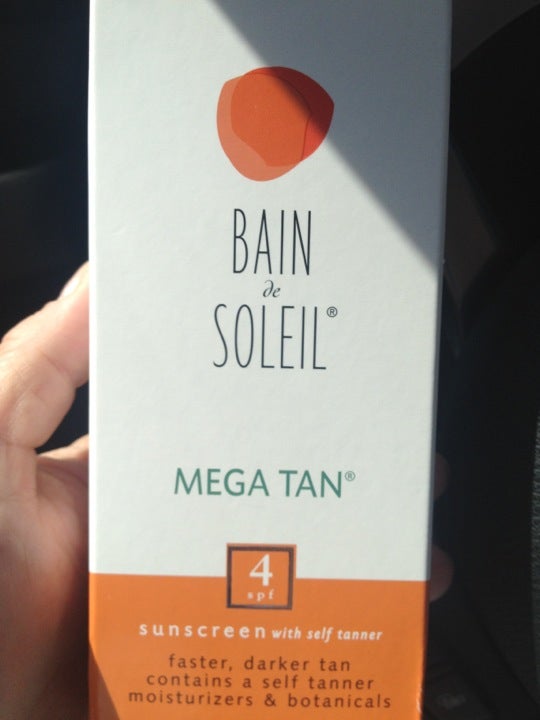 BAIN
de
SOLEIL®
MEGA TAN®
4
spf
sunscreen with self tanner
faster, darker tan
contains a self tanner
moisturizers & botanicals